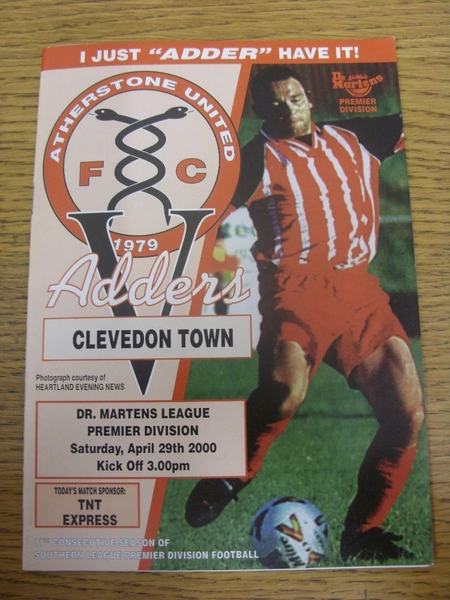 I JUST "ADDER" HAVE IT!
ATHERSTONE UNITED
F C
1979
Dr. Martens
PREMIER
DIVISION
V
Adders
CLEVEDON TOWN
Photograph courtesy of
HEARTLAND EVENING NEWS
DR. MARTENS LEAGUE
PREMIER DIVISION
Saturday, April 29th 2000
Kick Off 3.00pm
TODAY'S MATCH SPONSOR:
TNT
EXPRESS
CONSECUTIVE SEASON OF
SOUTHERN LEAGUE PREMIER DIVISION FOOTBALL